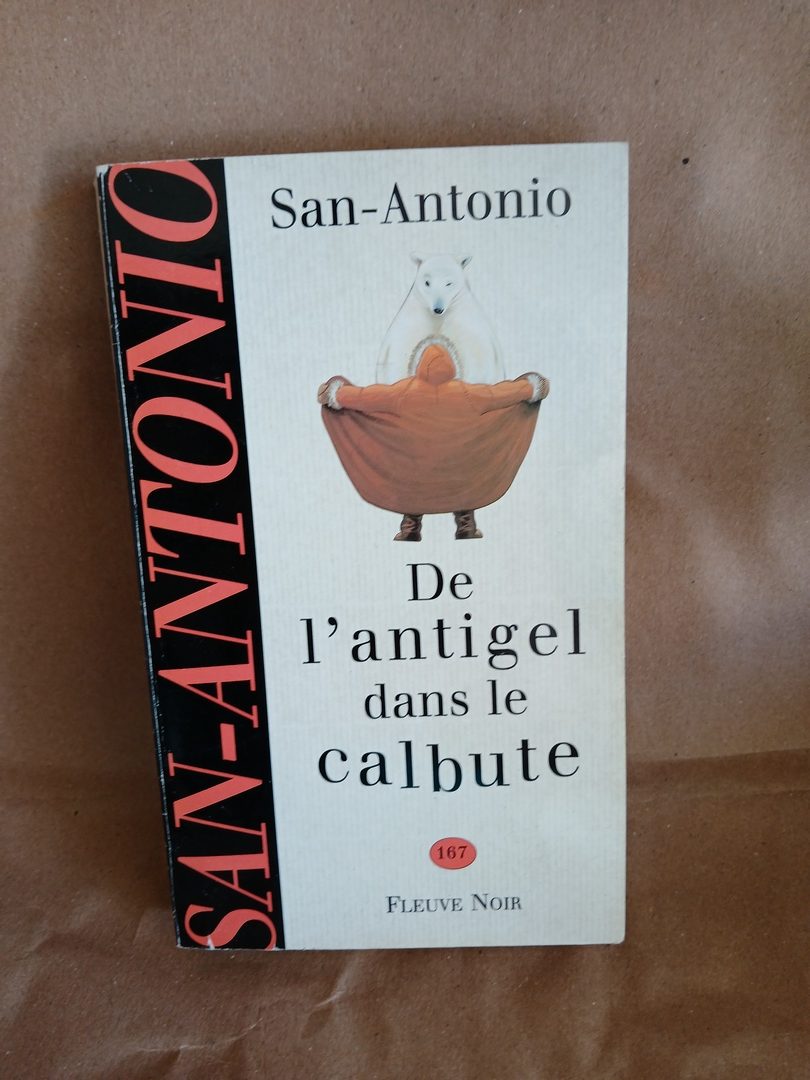 SAN-ANTONIO
San-Antonio
De
l'antigel
dans le
calbute
167
FLEUVE NOIR